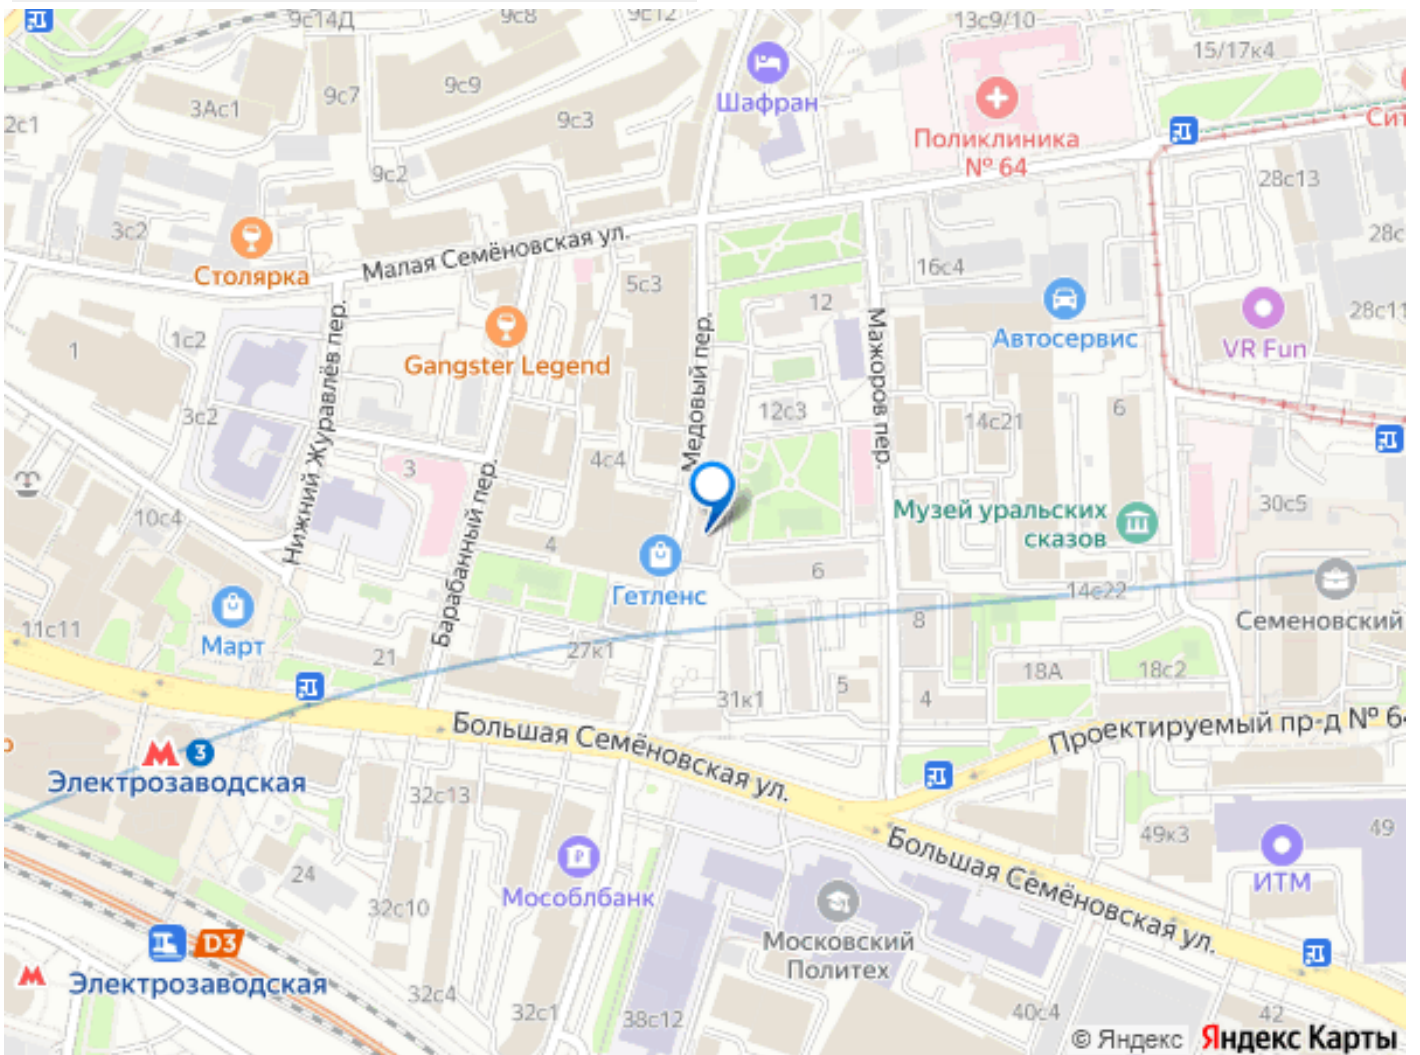 9с14Д
9с8
9с12
13с9/10
15/17к4
3Ас1
9с7
9с9
9с3
Шафран
Поликлиника
№ 64
2с1
9с2
28с13
3с2
Столярка
Малая Семёновская ул.
5с3
16с4
28с
12
Автосервис
28с11
VR Fun
1
1с2
Gangster Legend
Нижний Журавлёв пер.
Медовый пер.
Мажоров пер.
3с2
12с3
14с21
6
3
4с4
Барабанный пер.
10с4
4
Музей уральских
сказов
30с5
Гетленс
6
14с22
Семеновский
11с11
Март
21
27к1
8
31к1
5
4
18А
18с2
Большая Семёновская ул.
Проектируемый пр-д № 6
3
Электрозаводская
32с13
49к3
49
24
Мособлбанк
Большая Семёновская ул.
ИТМ
32с10
D3
Московский
Политех
Электрозаводская
32с4
32с1
38с12
40с4
42
© Яндекс Яндекс Карты